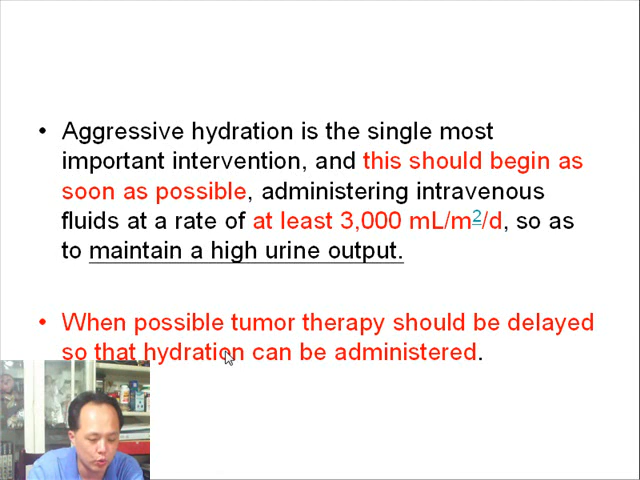 • Aggressive hydration is the single most
important intervention, and this should begin as
soon as possible, administering intravenous
fluids at a rate of at least 3,000 mL/m2/d, so as
to maintain a high urine output.
• When possible tumor therapy should be delayed
so that hydration can be administered.